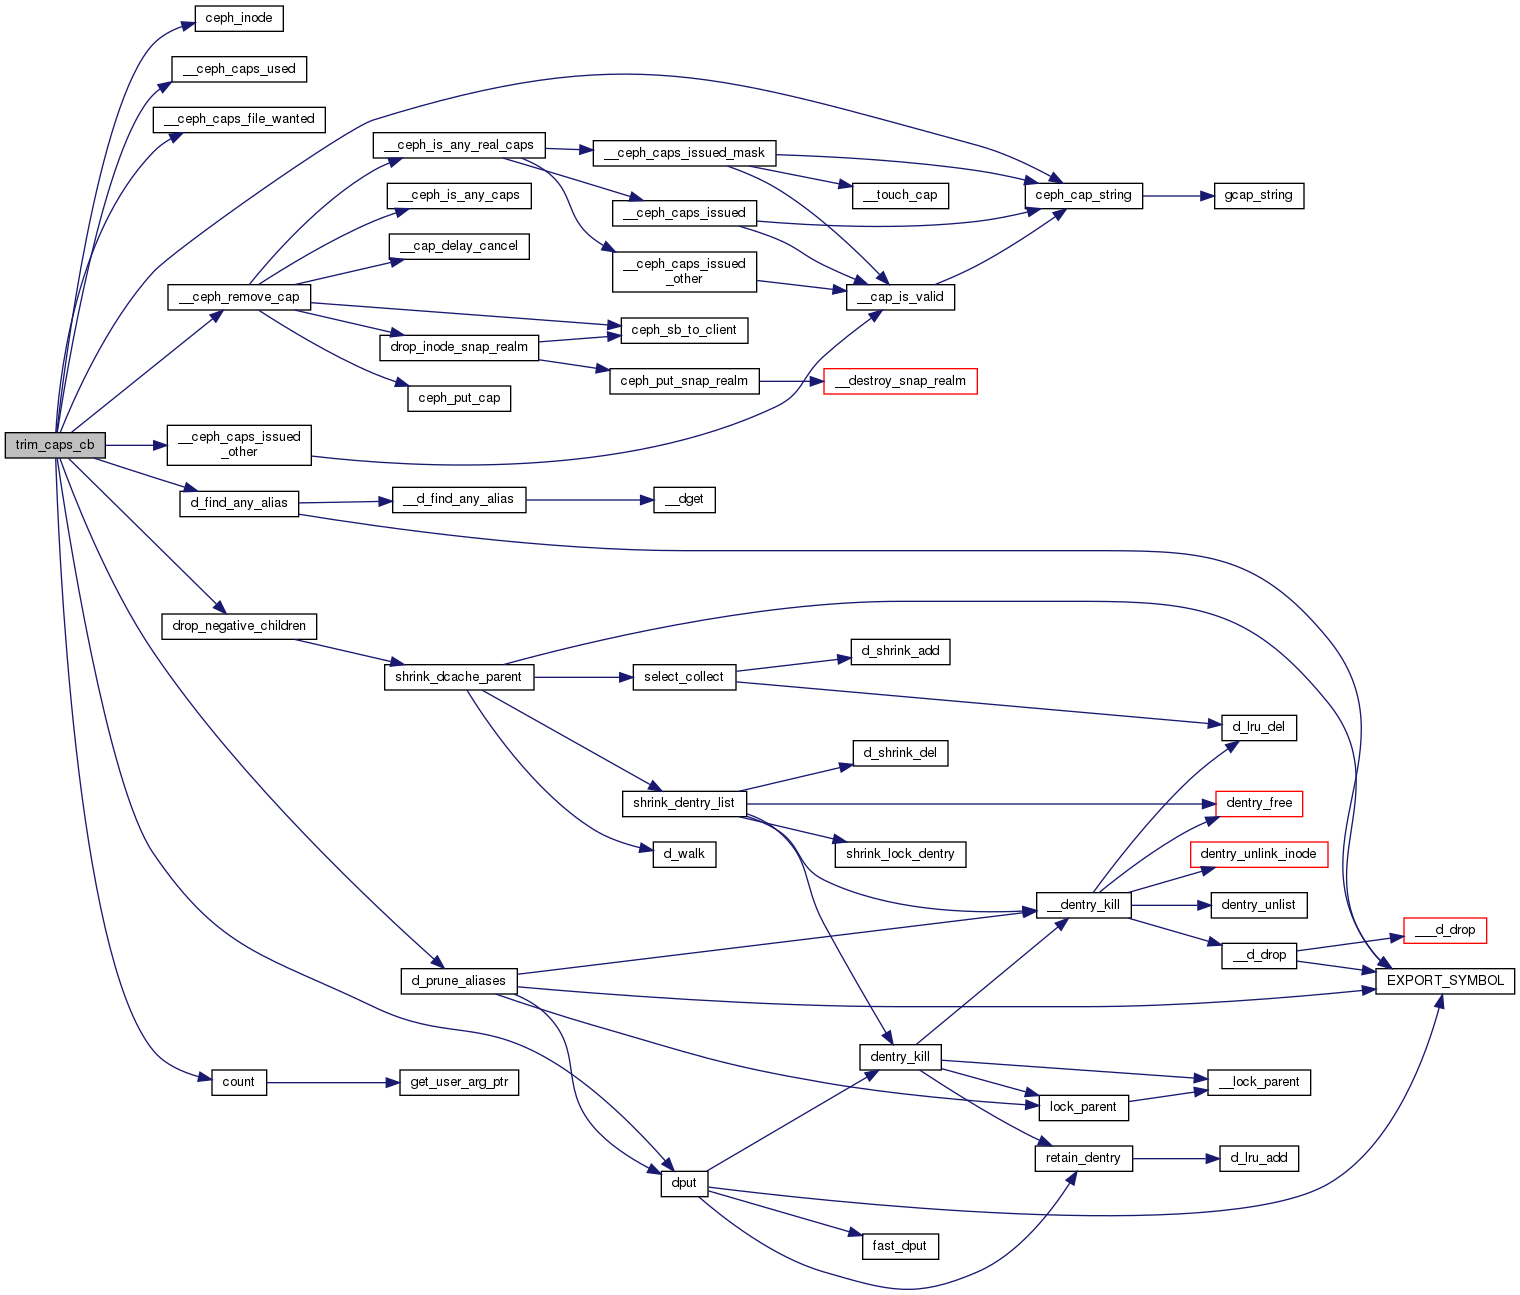 ceph_inode
__ceph_caps_used
__ceph_caps_file_wanted
__ceph_is_any_real_caps
__ceph_caps_issued_mask
__ceph_is_any_caps
__touch_cap
ceph_cap_string
gcap_string
__ceph_caps_issued
__cap_delay_cancel
__ceph_caps_issued
_other
__ceph_remove_cap
__cap_is_valid
ceph_sb_to_client
drop_inode_snap_realm
ceph_put_snap_realm
__destroy_snap_realm
ceph_put_cap
trim_caps_cb
__ceph_caps_issued
_other
d_find_any_alias
__d_find_any_alias
__dget
drop_negative_children
shrink_dcache_parent
select_collect
d_shrink_add
d_lru_del
d_shrink_del
shrink_dentry_list
dentry_free
d_walk
shrink_lock_dentry
dentry_unlink_inode
__dentry_kill
dentry_unlist
___d_drop
__d_drop
d_prune_aliases
EXPORT_SYMBOL
dentry_kill
count
get_user_arg_ptr
__lock_parent
lock_parent
retain_dentry
d_lru_add
dput
fast_dput